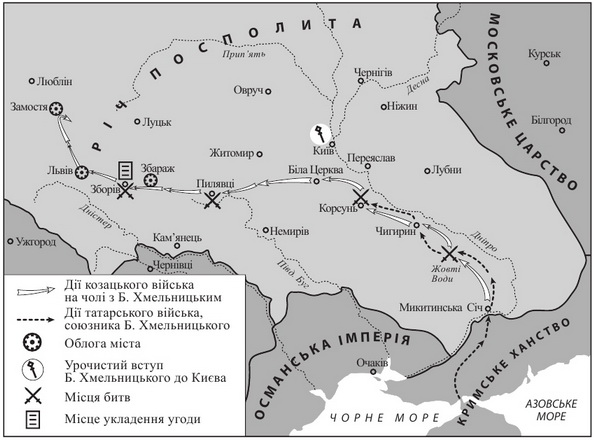 РІЧ ПОСПОЛИТА
МОСКОВСЬКЕ ЦАРСТВО
Прип'ять
Курськ
Люблін
Чернігів
Десна
Овруч
Замостя
Ніжин
Луцьк
Білгород
Київ
Житомир
Переяслав
Збараж
Львів
Біла Церква
Лубни
Зборів
Пилявці
Корсунь
Дністер
Чигирин
Немирів
Дніпро
Ужгород
Кам'янець
Жовті
Води
Чернівці
Півд. Буг
Микитинська Січ
Дії козацького війська
на чолі з Б. Хмельницьким
Дії татарського війська,
союзника Б. Хмельницького
Облога міста
Урочистий вступ
Б. Хмельницького до Києва
Місця битв
Місце укладення угоди
ОСМАНСЬКА ІМПЕРІЯ
Очаків
КРИМСЬКЕ ХАНСТВО
ЧОРНЕ МОРЕ
АЗОВСЬКЕ
МОРЕ